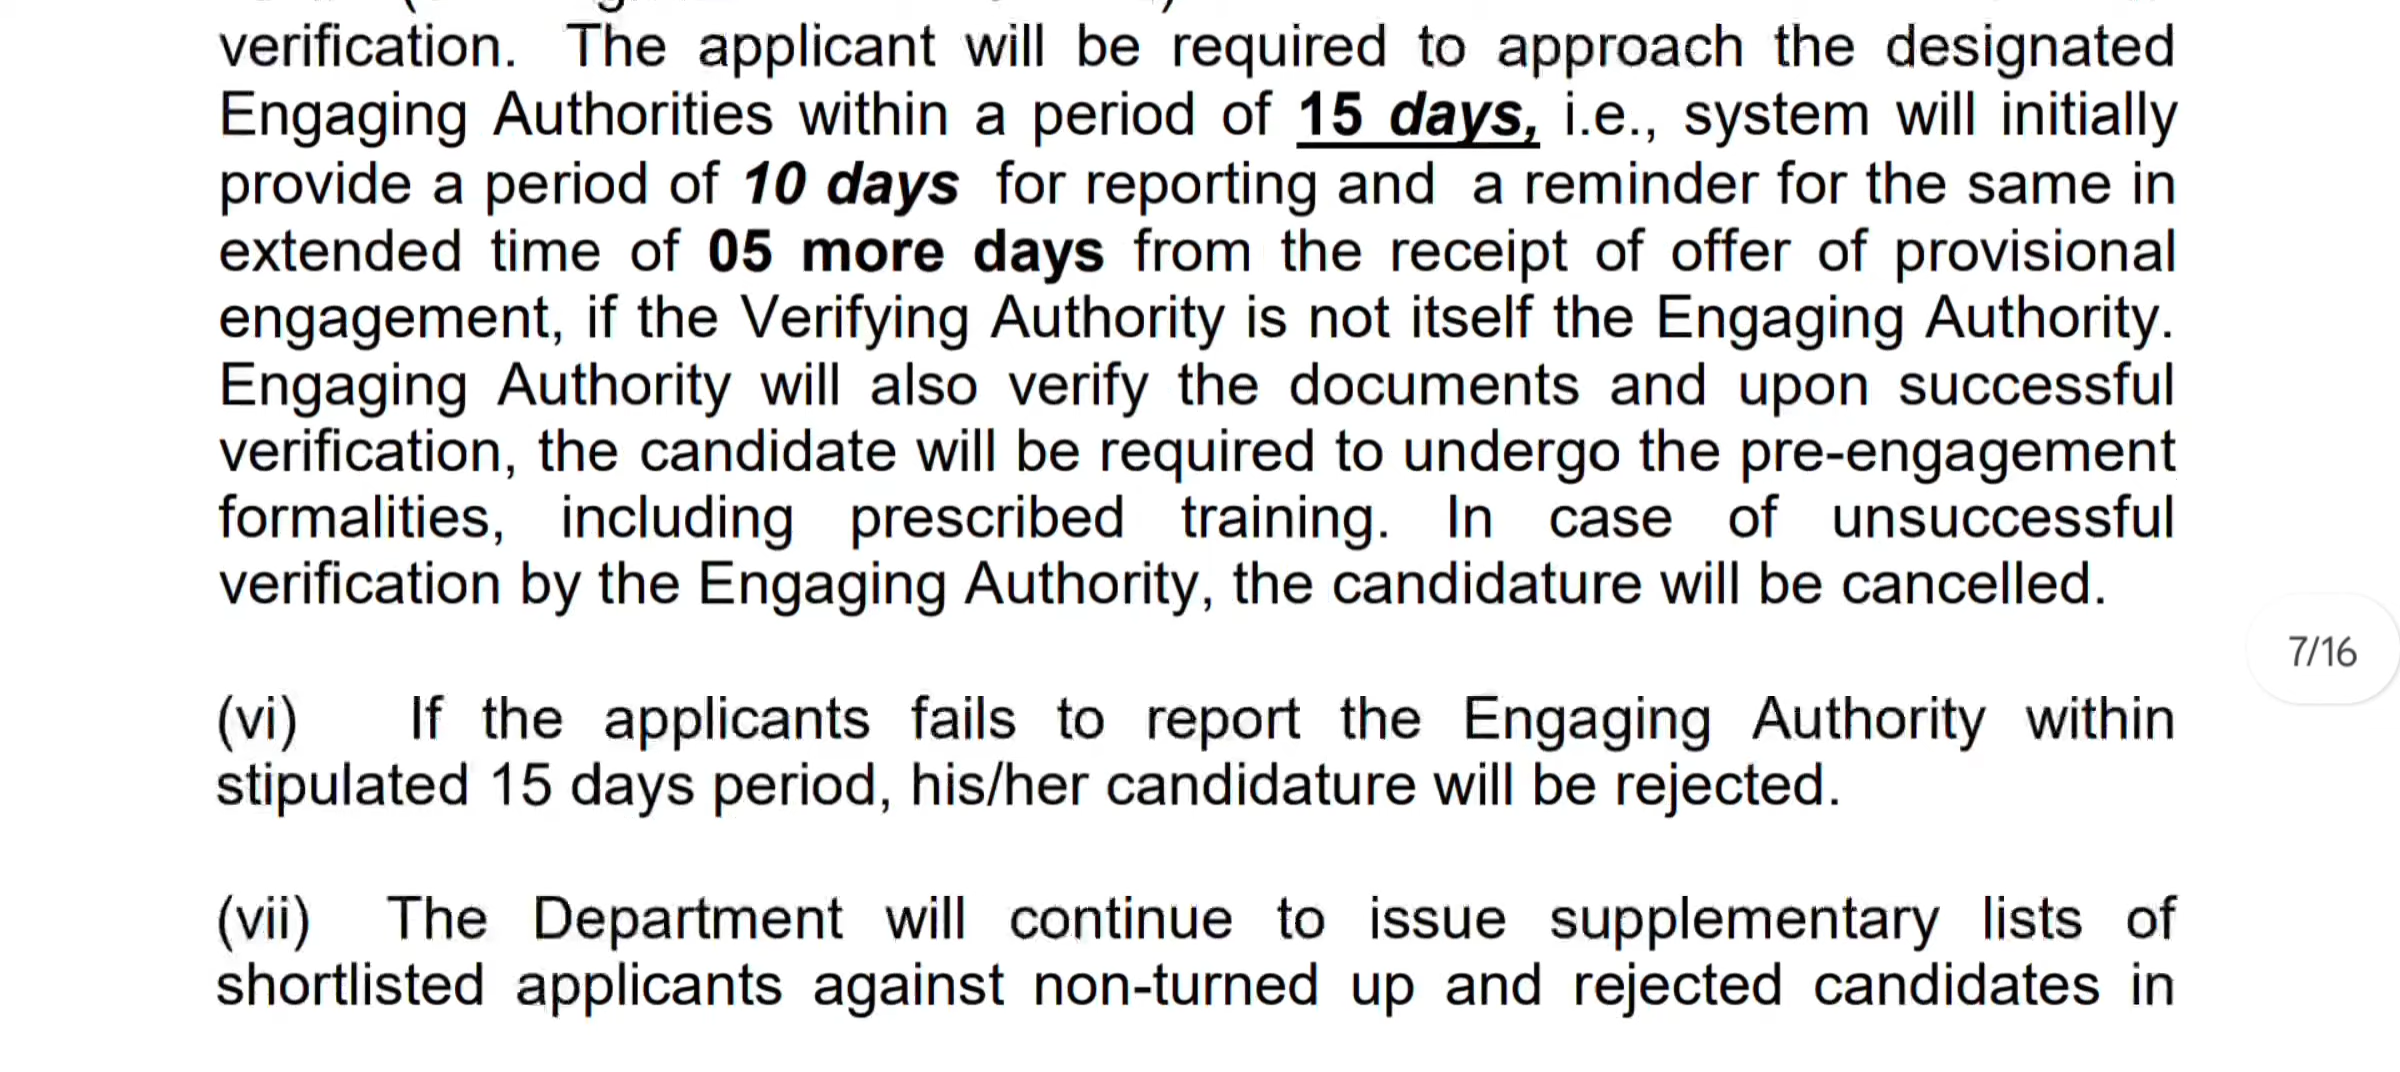 verification. The applicant will be required to approach the designated
Engaging Authorities within a period of 15 days, i.e., system will initially
provide a period of 10 days for reporting and a reminder for the same in
extended time of 05 more days from the receipt of offer of provisional
engagement, if the Verifying Authority is not itself the Engaging Authority.
Engaging Authority will also verify the documents and upon successful
verification, the candidate will be required to undergo the pre-engagement
formalities, including prescribed training. In case of unsuccessful
verification by the Engaging Authority, the candidature will be cancelled.
7/16
(vi) If the applicants fails to report the Engaging Authority within
stipulated 15 days period, his/her candidature will be rejected.
(vii) The Department will continue to issue supplementary lists of
shortlisted applicants against non-turned up and rejected candidates in